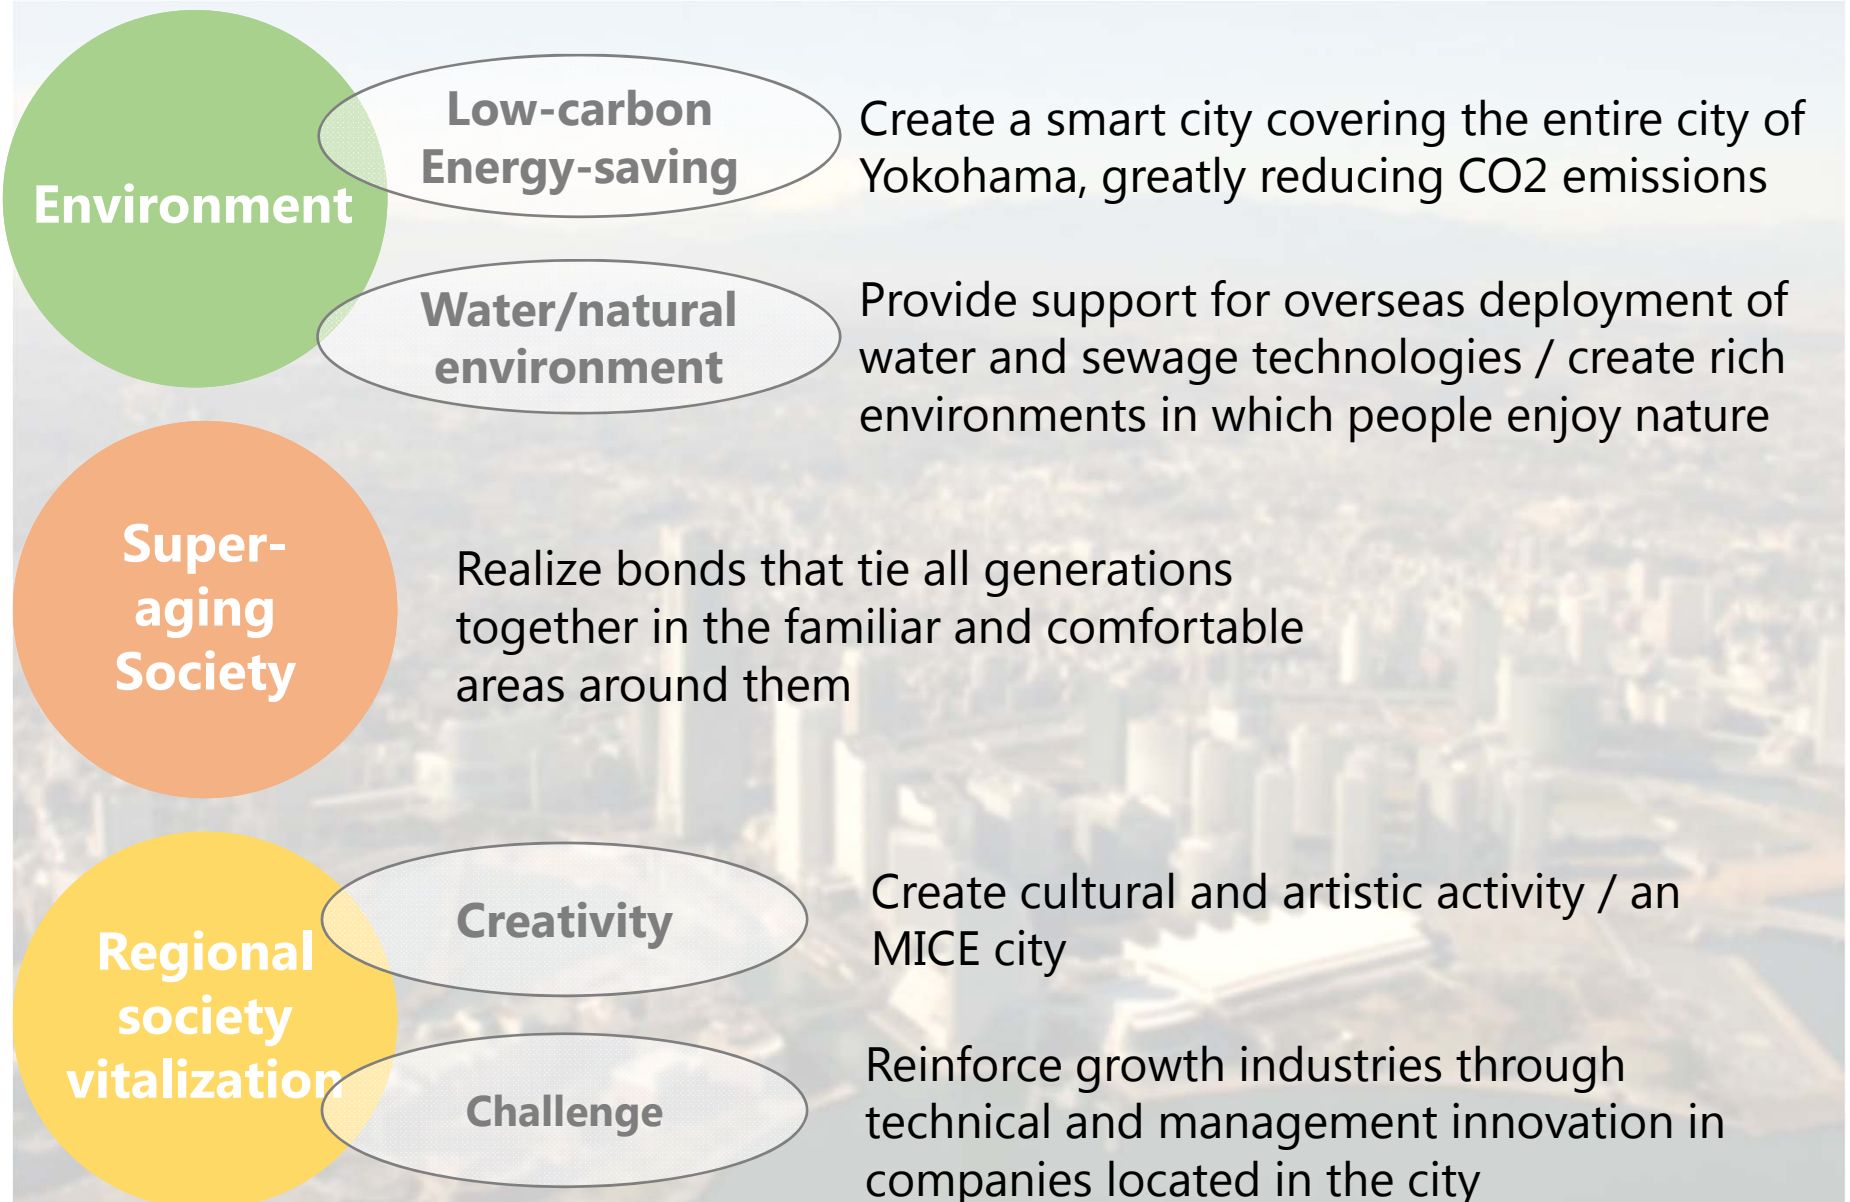 Environment
Low-carbon
Energy-saving
Create a smart city covering the entire city of
Yokohama, greatly reducing CO2 emissions
Water/natural
environment
Provide support for overseas deployment of
water and sewage technologies / create rich
environments in which people enjoy nature
Super-
aging
Society
Realize bonds that tie all generations
together in the familiar and comfortable
areas around them
Regional
society
vitalization
Creativity
Create cultural and artistic activity / an
MICE city
Challenge
Reinforce growth industries through
technical and management innovation in
companies located in the city